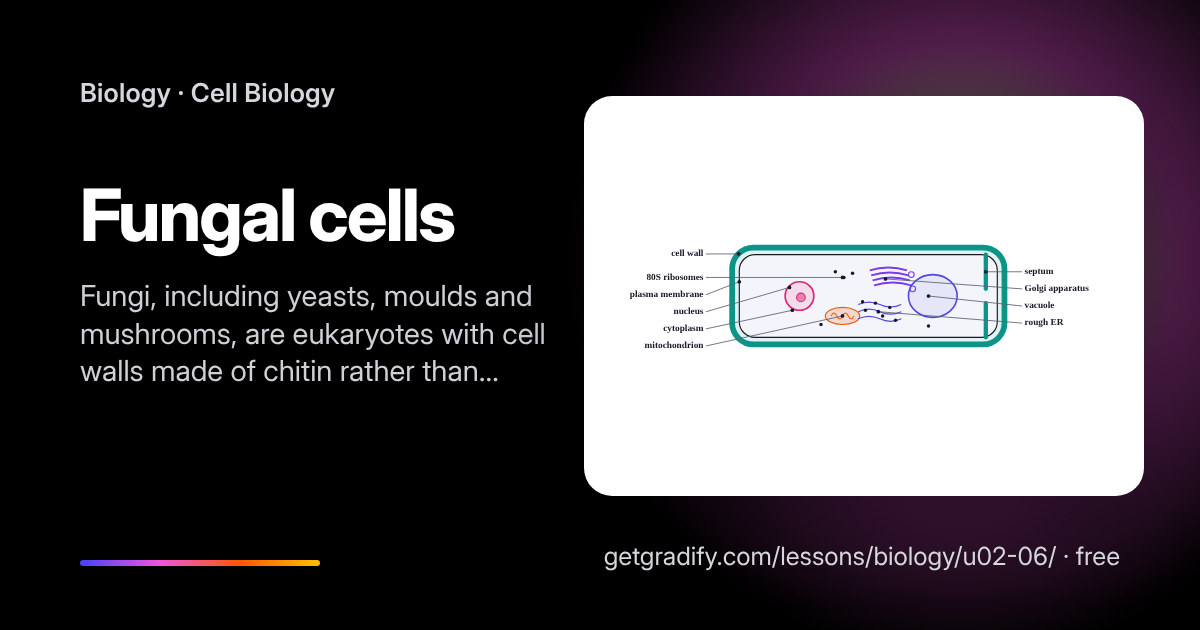 Biology · Cell Biology
Fungal cells
Fungi, including yeasts, moulds and
mushrooms, are eukaryotes with cell
walls made of chitin rather than...
cell wall
80S ribosomes
plasma membrane
nucleus
cytoplasm
mitochondrion
septum
Golgi apparatus
vacuole
rough ER
getgradify.com/lessons/biology/u02-06/ · free